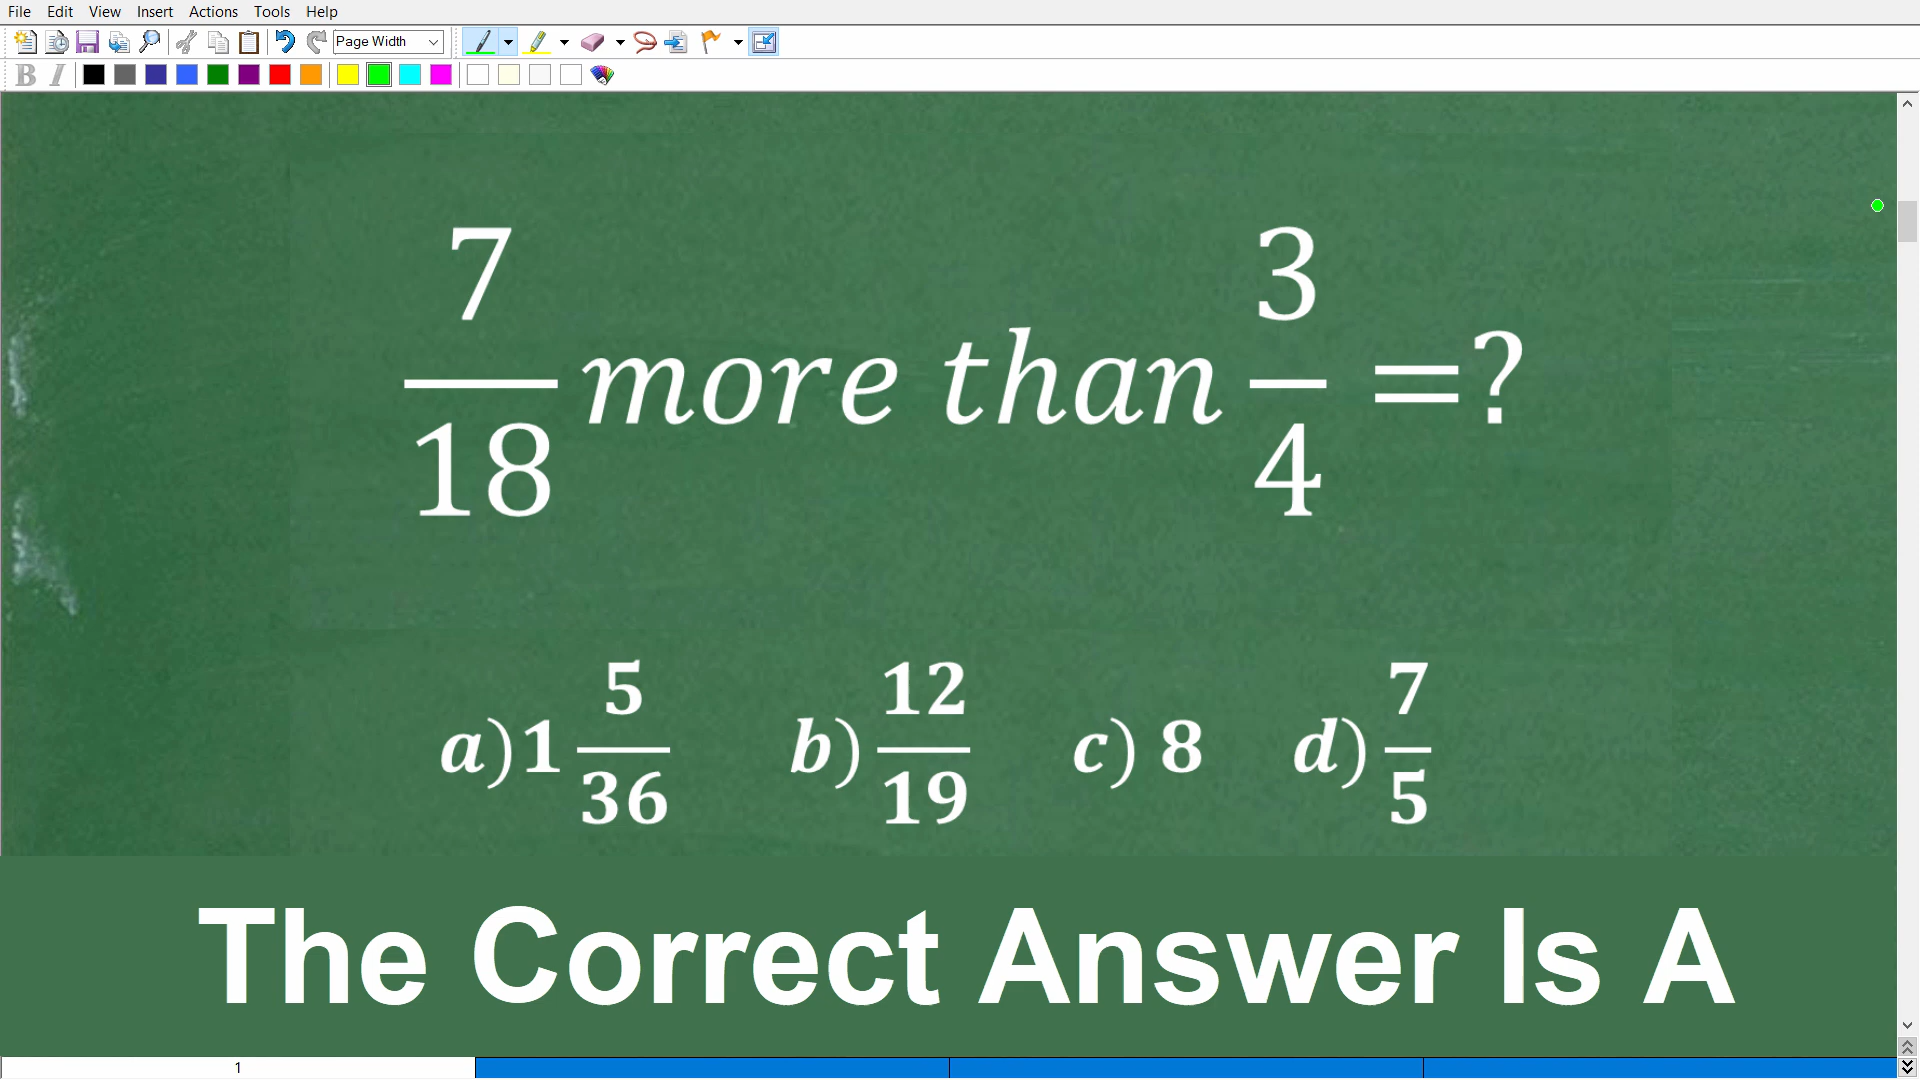 File Edit View Insert Actions Tools Help
Page Width
B I
7/18 more than 3/4 =?
a) 1 5/36 b) 12/19 c) 8 d) 7/5
The Correct Answer Is A
1